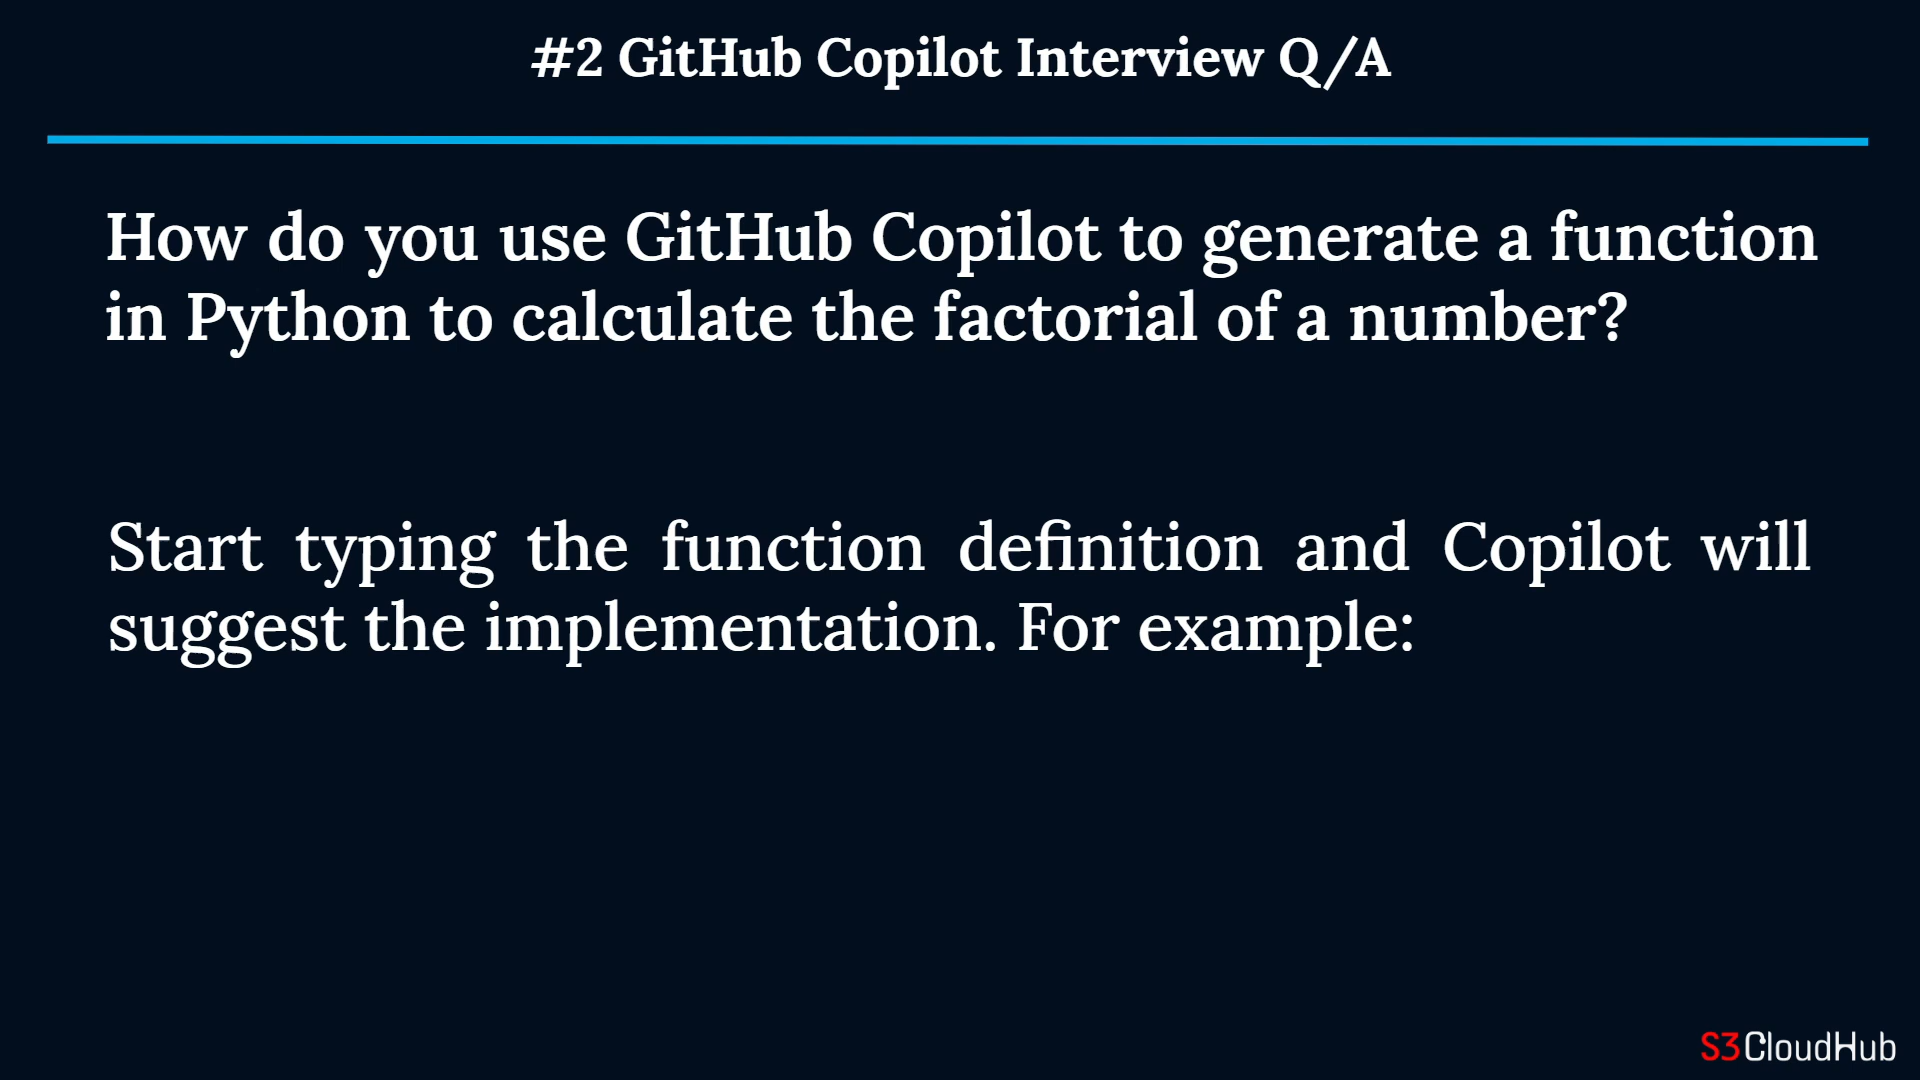 #2 GitHub Copilot Interview Q/A
How do you use GitHub Copilot to generate a function
in Python to calculate the factorial of a number?
Start typing the function definition and Copilot will
suggest the implementation. For example:
S3CloudHub